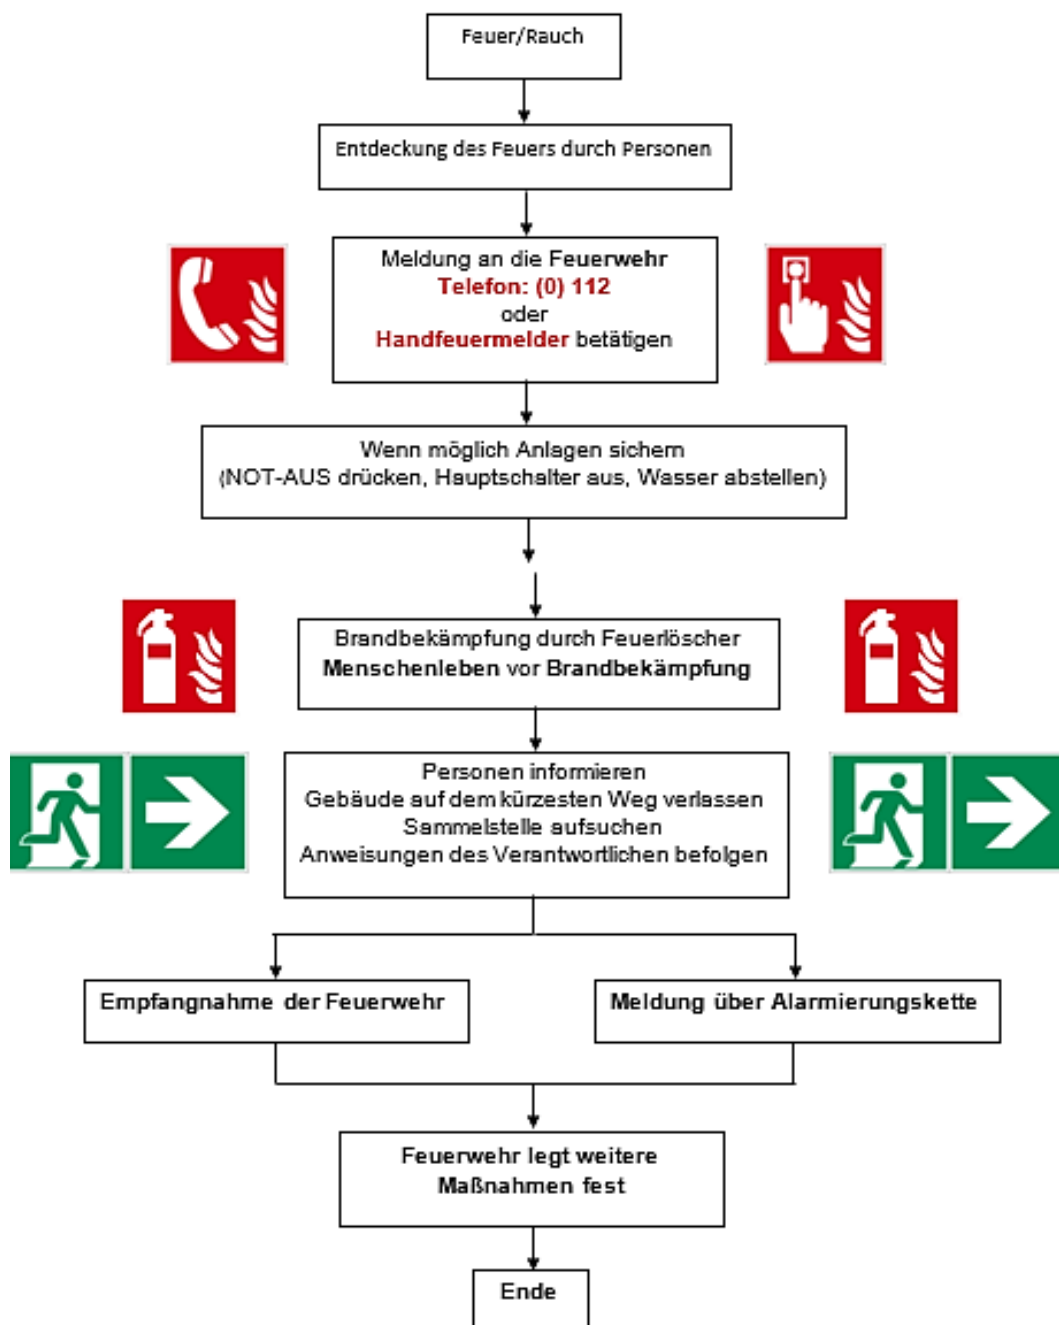 Feuer/Rauch
Entdeckung des Feuers durch Personen
Meldung an die Feuerwehr
Telefon: (0) 112
oder
Handfeuermelder betätigen
Wenn möglich Anlagen sichern
(NOT-AUS drücken, Hauptschalter aus, Wasser abstellen)
Brandbekämpfung durch Feuerlöscher
Menschenleben vor Brandbekämpfung
Personen informieren
Gebäude auf dem kürzesten Weg verlassen
Sammelstelle aufsuchen
Anweisungen des Verantwortlichen befolgen
Empfangnahme der Feuerwehr
Meldung über Alarmierungskette
Feuerwehr legt weitere
Maßnahmen fest
Ende